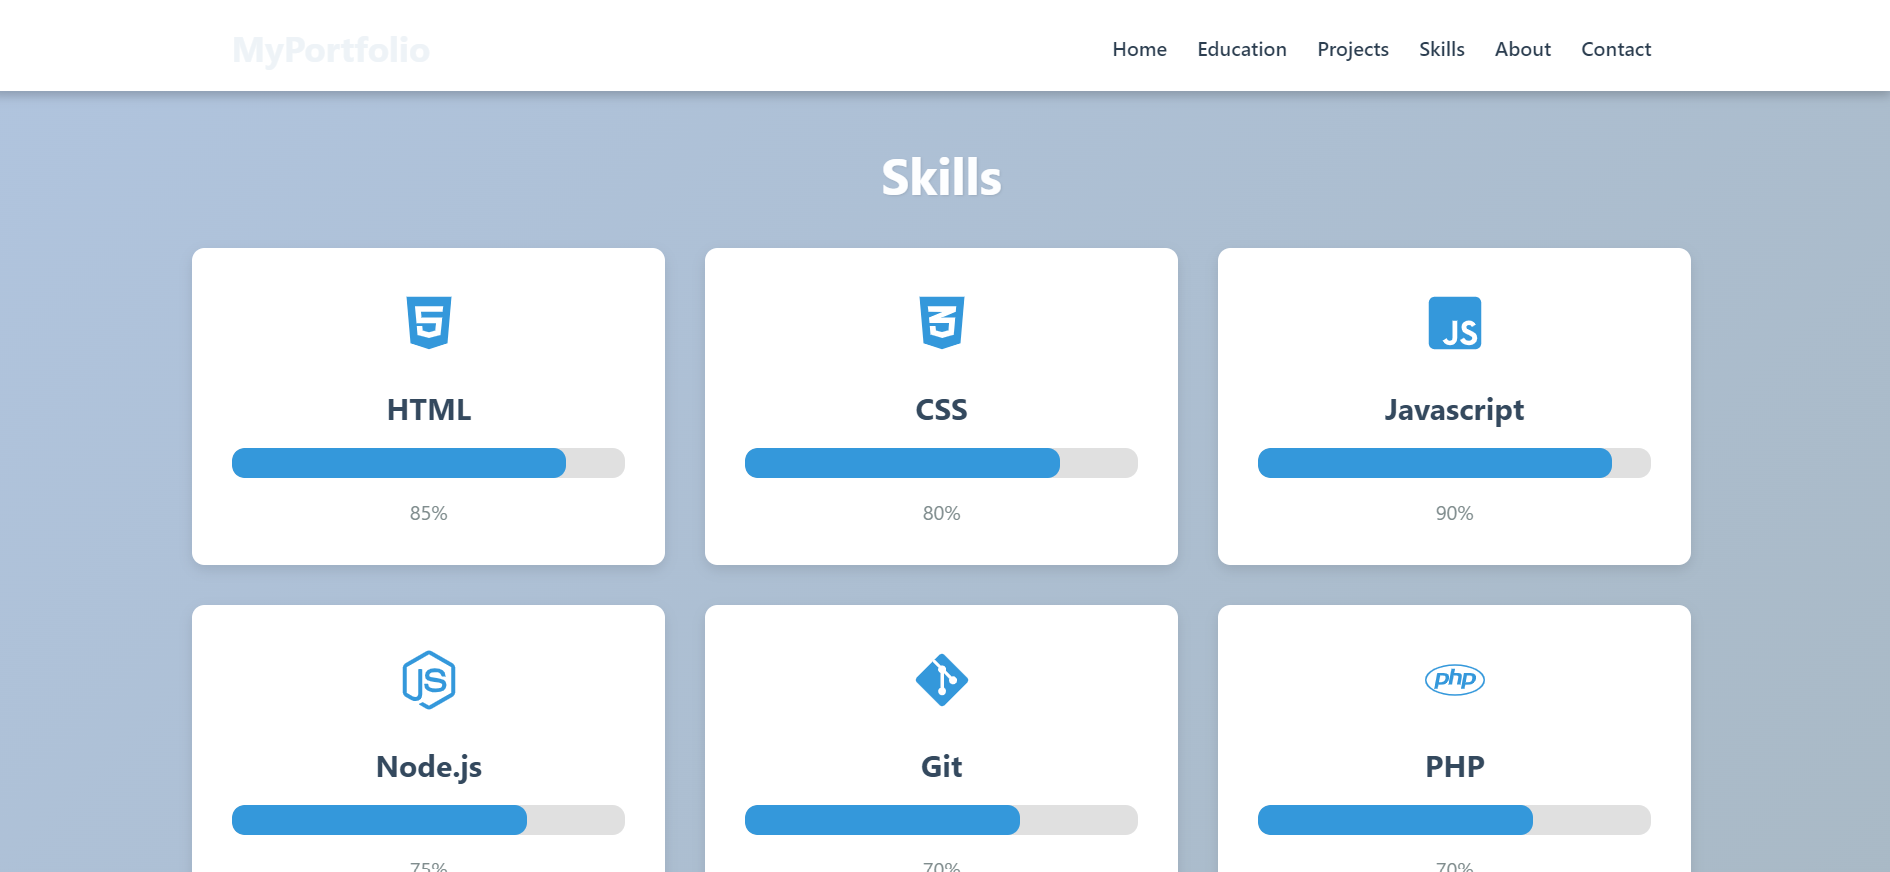 MyPortfolio
Home Education Projects Skills About Contact
Skills
HTML
85%
CSS
80%
JS
Javascript
90%
JS
Node.js
75%
Git
70%
php
PHP
70%